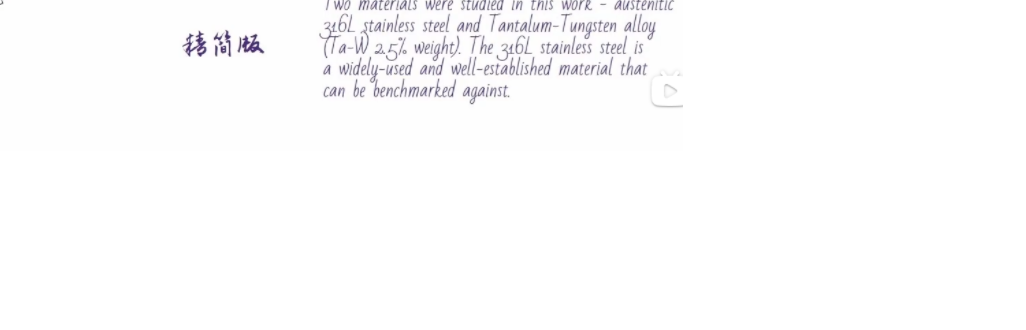 Two materials were studied in this work - austenitic
316L stainless steel and Tantalum-Tungsten alloy
精简版
(Ta-W 2.5% weight). The 316L stainless steel is
a widely-used and well-established material that
can be benchmarked against.